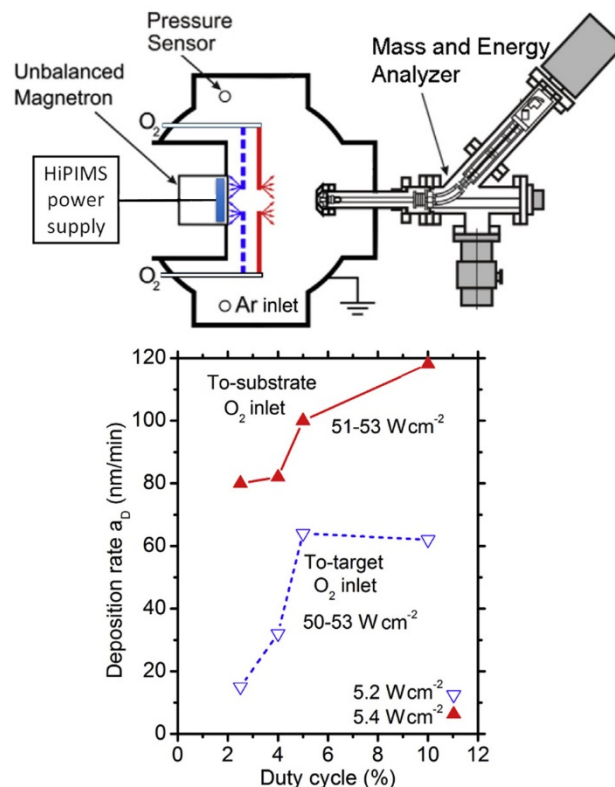 Pressure
Sensor
Mass and Energy
Analyzer
Unbalanced
Magnetron
O₂
HiPIMS
power
supply
O₂
Ar inlet
120
100
80
60
40
20
0
Deposition rate a_D (nm/min)
To-substrate
O₂ inlet
51-53 Wcm⁻²
To-target
O₂ inlet
50-53 Wcm⁻²
5.2 Wcm⁻²
5.4 Wcm⁻²
0 2 4 6 8 10 12
Duty cycle (%)